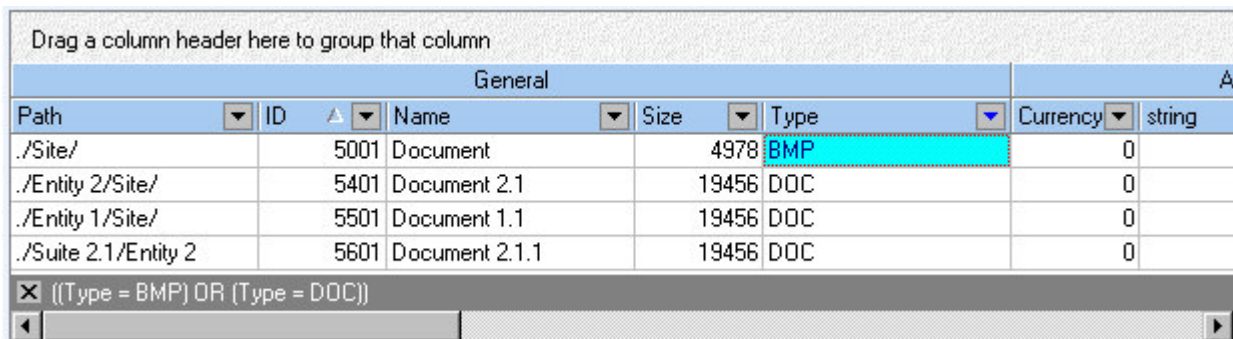 Drag a column header here to group that column
General A
Path ID Name Size Type Currency string
./Site/ 5001 Document 4978 BMP 0
./Entity 2/Site/ 5401 Document 2.1 19456 DOC 0
./Entity 1/Site/ 5501 Document 1.1 19456 DOC 0
./Suite 2.1/Entity 2 5601 Document 2.1.1 19456 DOC 0
((Type = BMP) OR (Type = DOC))